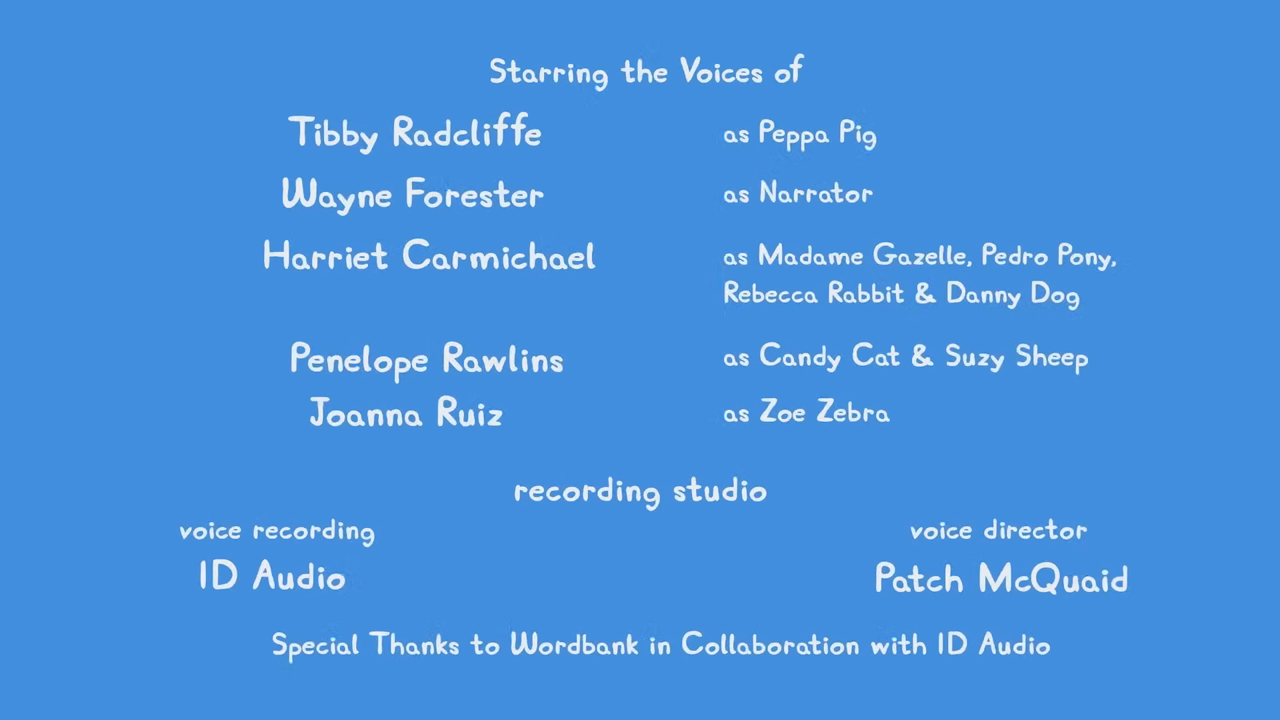 Starring the Voices of
Tibby Radcliffe as Peppa Pig
Wayne Forester as Narrator
Harriet Carmichael as Madame Gazelle, Pedro Pony,
Rebecca Rabbit & Danny Dog
Penelope Rawlins as Candy Cat & Suzy Sheep
Joanna Ruiz as Zoe Zebra
recording studio
voice recording voice director
ID Audio Patch McQuaid
Special Thanks to Wordbank in Collaboration with ID Audio